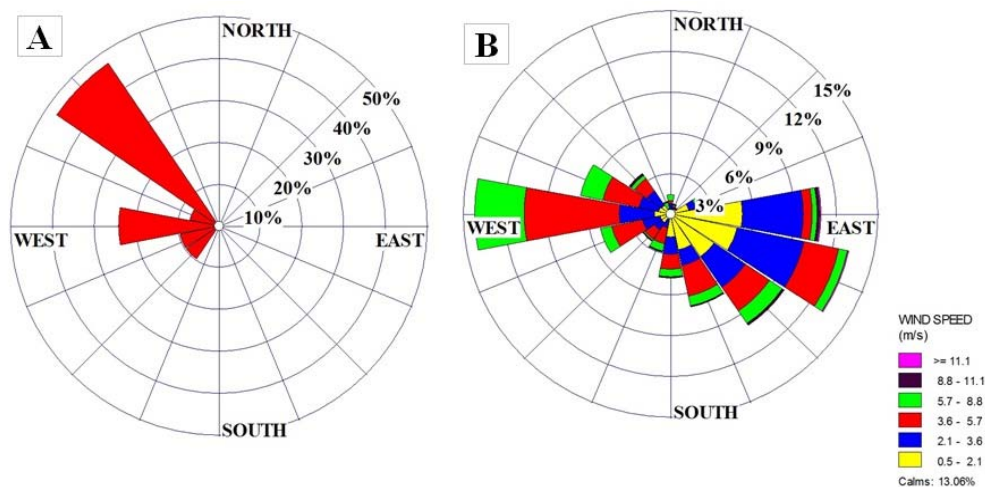 A
NORTH
50%
40%
30%
20%
10%
WEST
EAST
SOUTH
B
NORTH
15%
12%
9%
6%
3%
WEST
EAST
SOUTH
WIND SPEED
(m/s)
>= 11.1
8.8 - 11.1
5.7 - 8.8
3.6 - 5.7
2.1 - 3.6
0.5 - 2.1
Calms: 13.06%